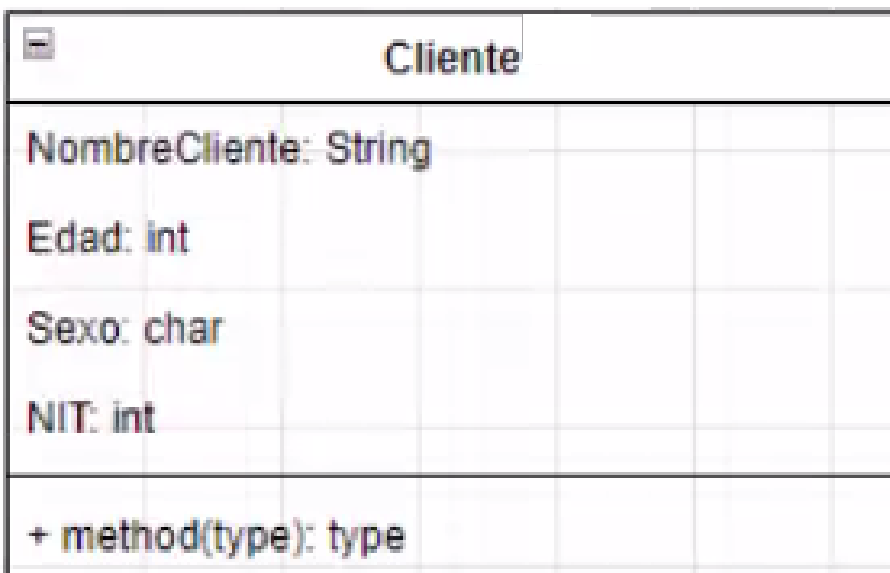 Cliente
NombreCliente: String
Edad: int
Sexo: char
NIT: int
+ method(type): type